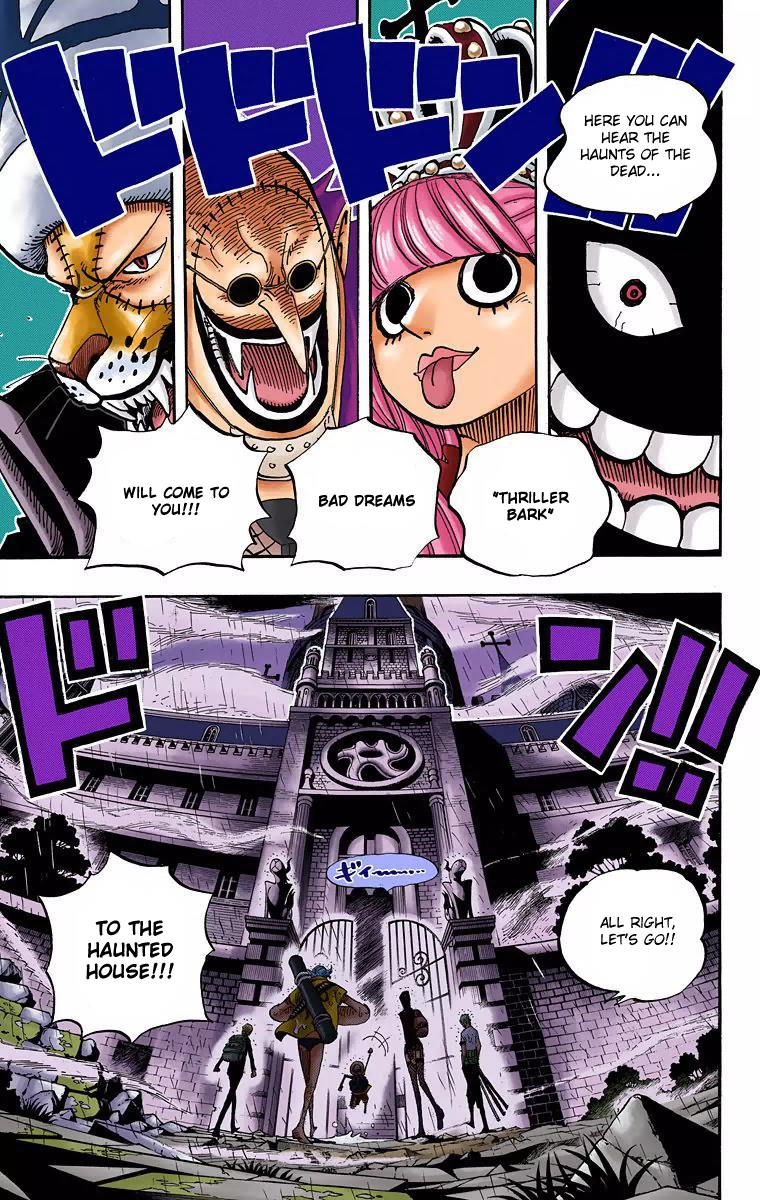 ドドドン!!
HERE YOU CAN
HEAR THE
HAUNTS OF THE
DEAD...
"THRILLER
BARK"
BAD DREAMS
WILL COME TO
YOU!!!
ドン!!
ギィ〜〜...
ALL RIGHT,
LET'S GO!!
TO THE
HAUNTED
HOUSE!!!